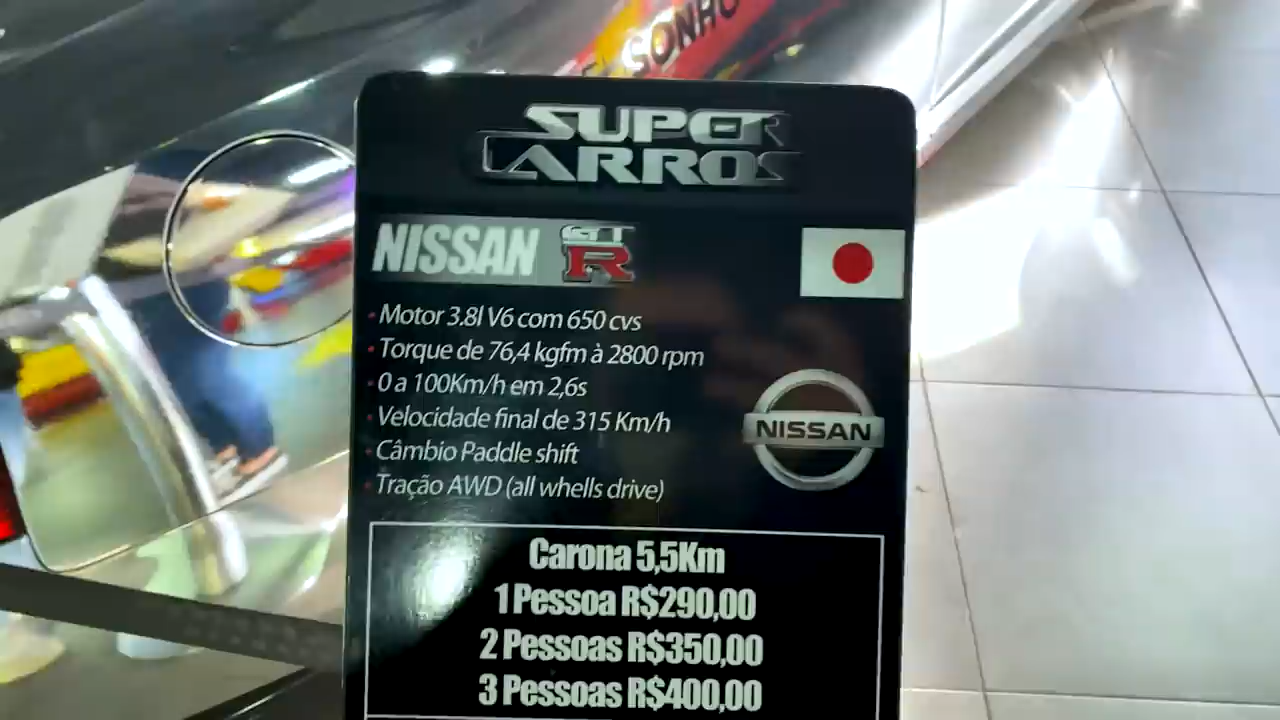 SONHO
SUPER
CARROS
NISSAN GT R
• Motor 3.8l V6 com 650 cvs
• Torque de 76,4 kgfm à 2800 rpm
• 0 a 100Km/h em 2,6s
• Velocidade final de 315 Km/h
• Câmbio Paddle shift
• Tração AWD (all whells drive)
NISSAN
Carona 5,5Km
1 Pessoa R$290,00
2 Pessoas R$350,00
3 Pessoas R$400,00